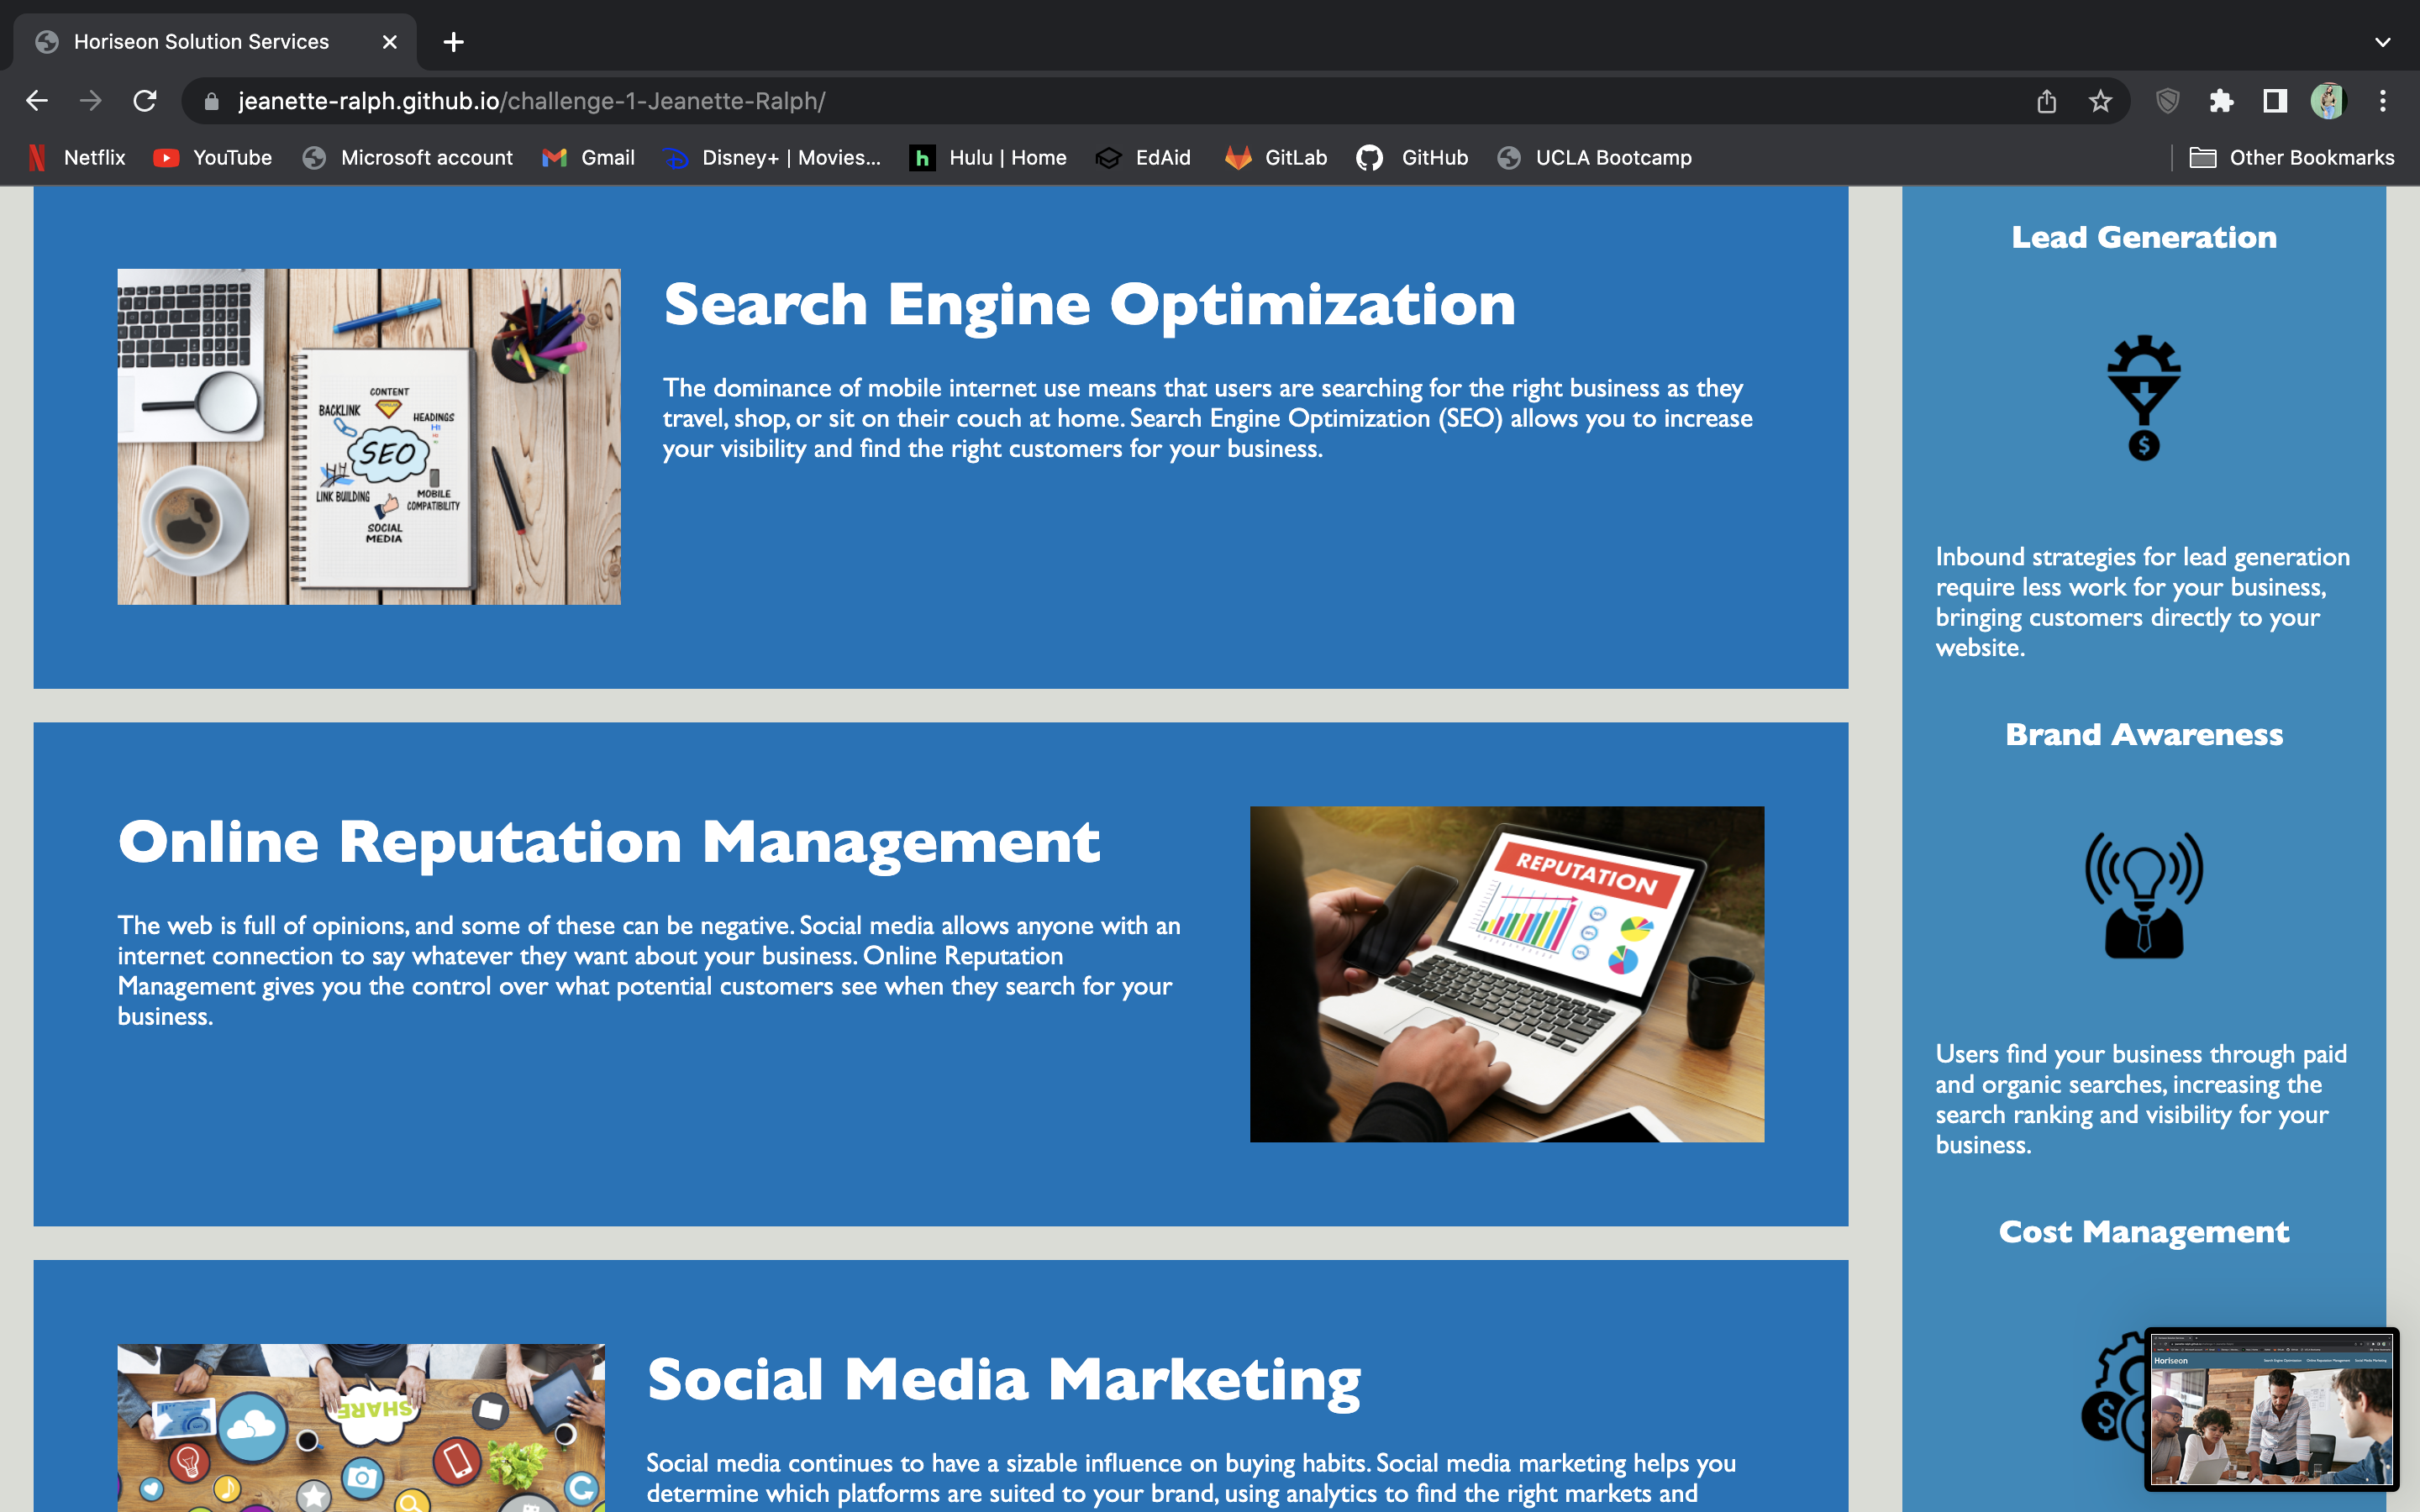 Horiseon Solution Services
jeanette-ralph.github.io/challenge-1-Jeanette-Ralph/
Netflix YouTube Microsoft account Gmail Disney+ | Movies... Hulu | Home EdAid GitLab GitHub UCLA Bootcamp Other Bookmarks
Search Engine Optimization
The dominance of mobile internet use means that users are searching for the right business as they
travel, shop, or sit on their couch at home. Search Engine Optimization (SEO) allows you to increase
your visibility and find the right customers for your business.
CONTENT
BACKLINK
HEADINGS
H1
SEO
LINK BUILDING
MOBILE
COMPATIBILITY
SOCIAL
MEDIA
Online Reputation Management
The web is full of opinions, and some of these can be negative. Social media allows anyone with an
internet connection to say whatever they want about your business. Online Reputation
Management gives you the control over what potential customers see when they search for your
business.
REPUTATION
Social Media Marketing
Social media continues to have a sizable influence on buying habits. Social media marketing helps you
determine which platforms are suited to your brand, using analytics to find the right markets and
SHARE
Lead Generation
$
Inbound strategies for lead generation
require less work for your business,
bringing customers directly to your
website.
Brand Awareness
Users find your business through paid
and organic searches, increasing the
search ranking and visibility for your
business.
Cost Management
$
Horiseon
Search Engine Optimization Online Reputation Management Social Media Marketing